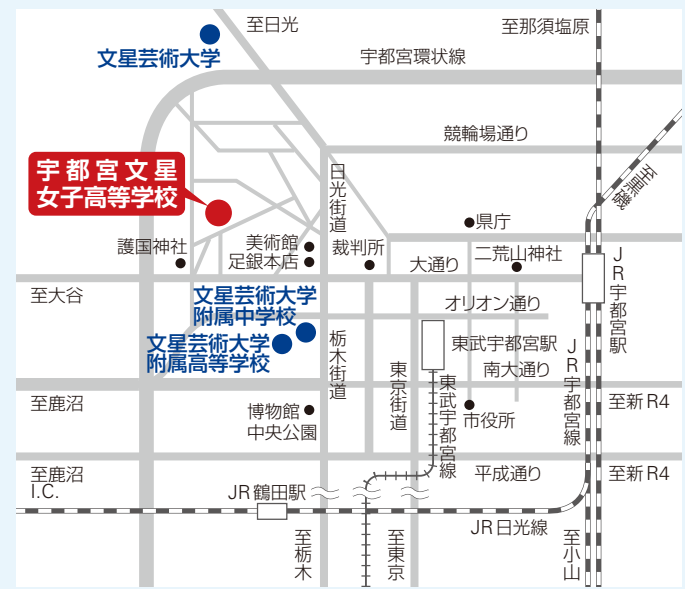 至日光
至那須塩原
文星芸術大学
宇都宮環状線
競輪場通り
宇都宮文星
女子高等学校
日光街道
至黒磯
県庁
護国神社
美術館
足銀本店
裁判所
大通り
二荒山神社
JR宇都宮駅
至大谷
文星芸術大学
附属中学校
オリオン通り
文星芸術大学
附属高等学校
栃木街道
東京街道
東武宇都宮駅
東武宇都宮線
南大通り
JR宇都宮線
至鹿沼
博物館
中央公園
市役所
至新R4
至鹿沼
I.C.
JR鶴田駅
平成通り
至新R4
JR日光線
至栃木
至東京
至小山